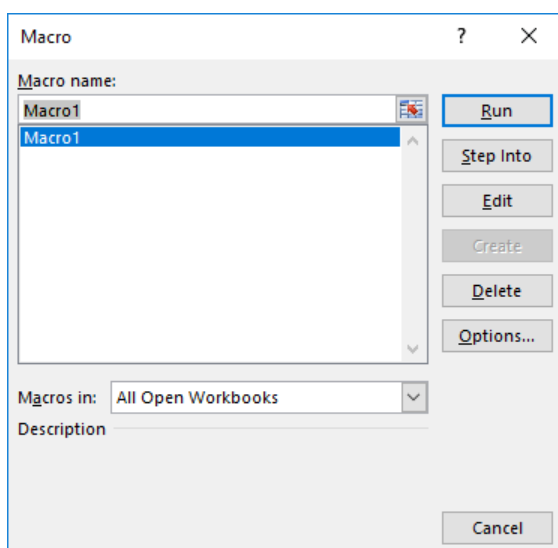 Macro ? X
Macro name:
Macro1
Macro1
Run
Step Into
Edit
Create
Delete
Options...
Macros in: All Open Workbooks
Description
Cancel